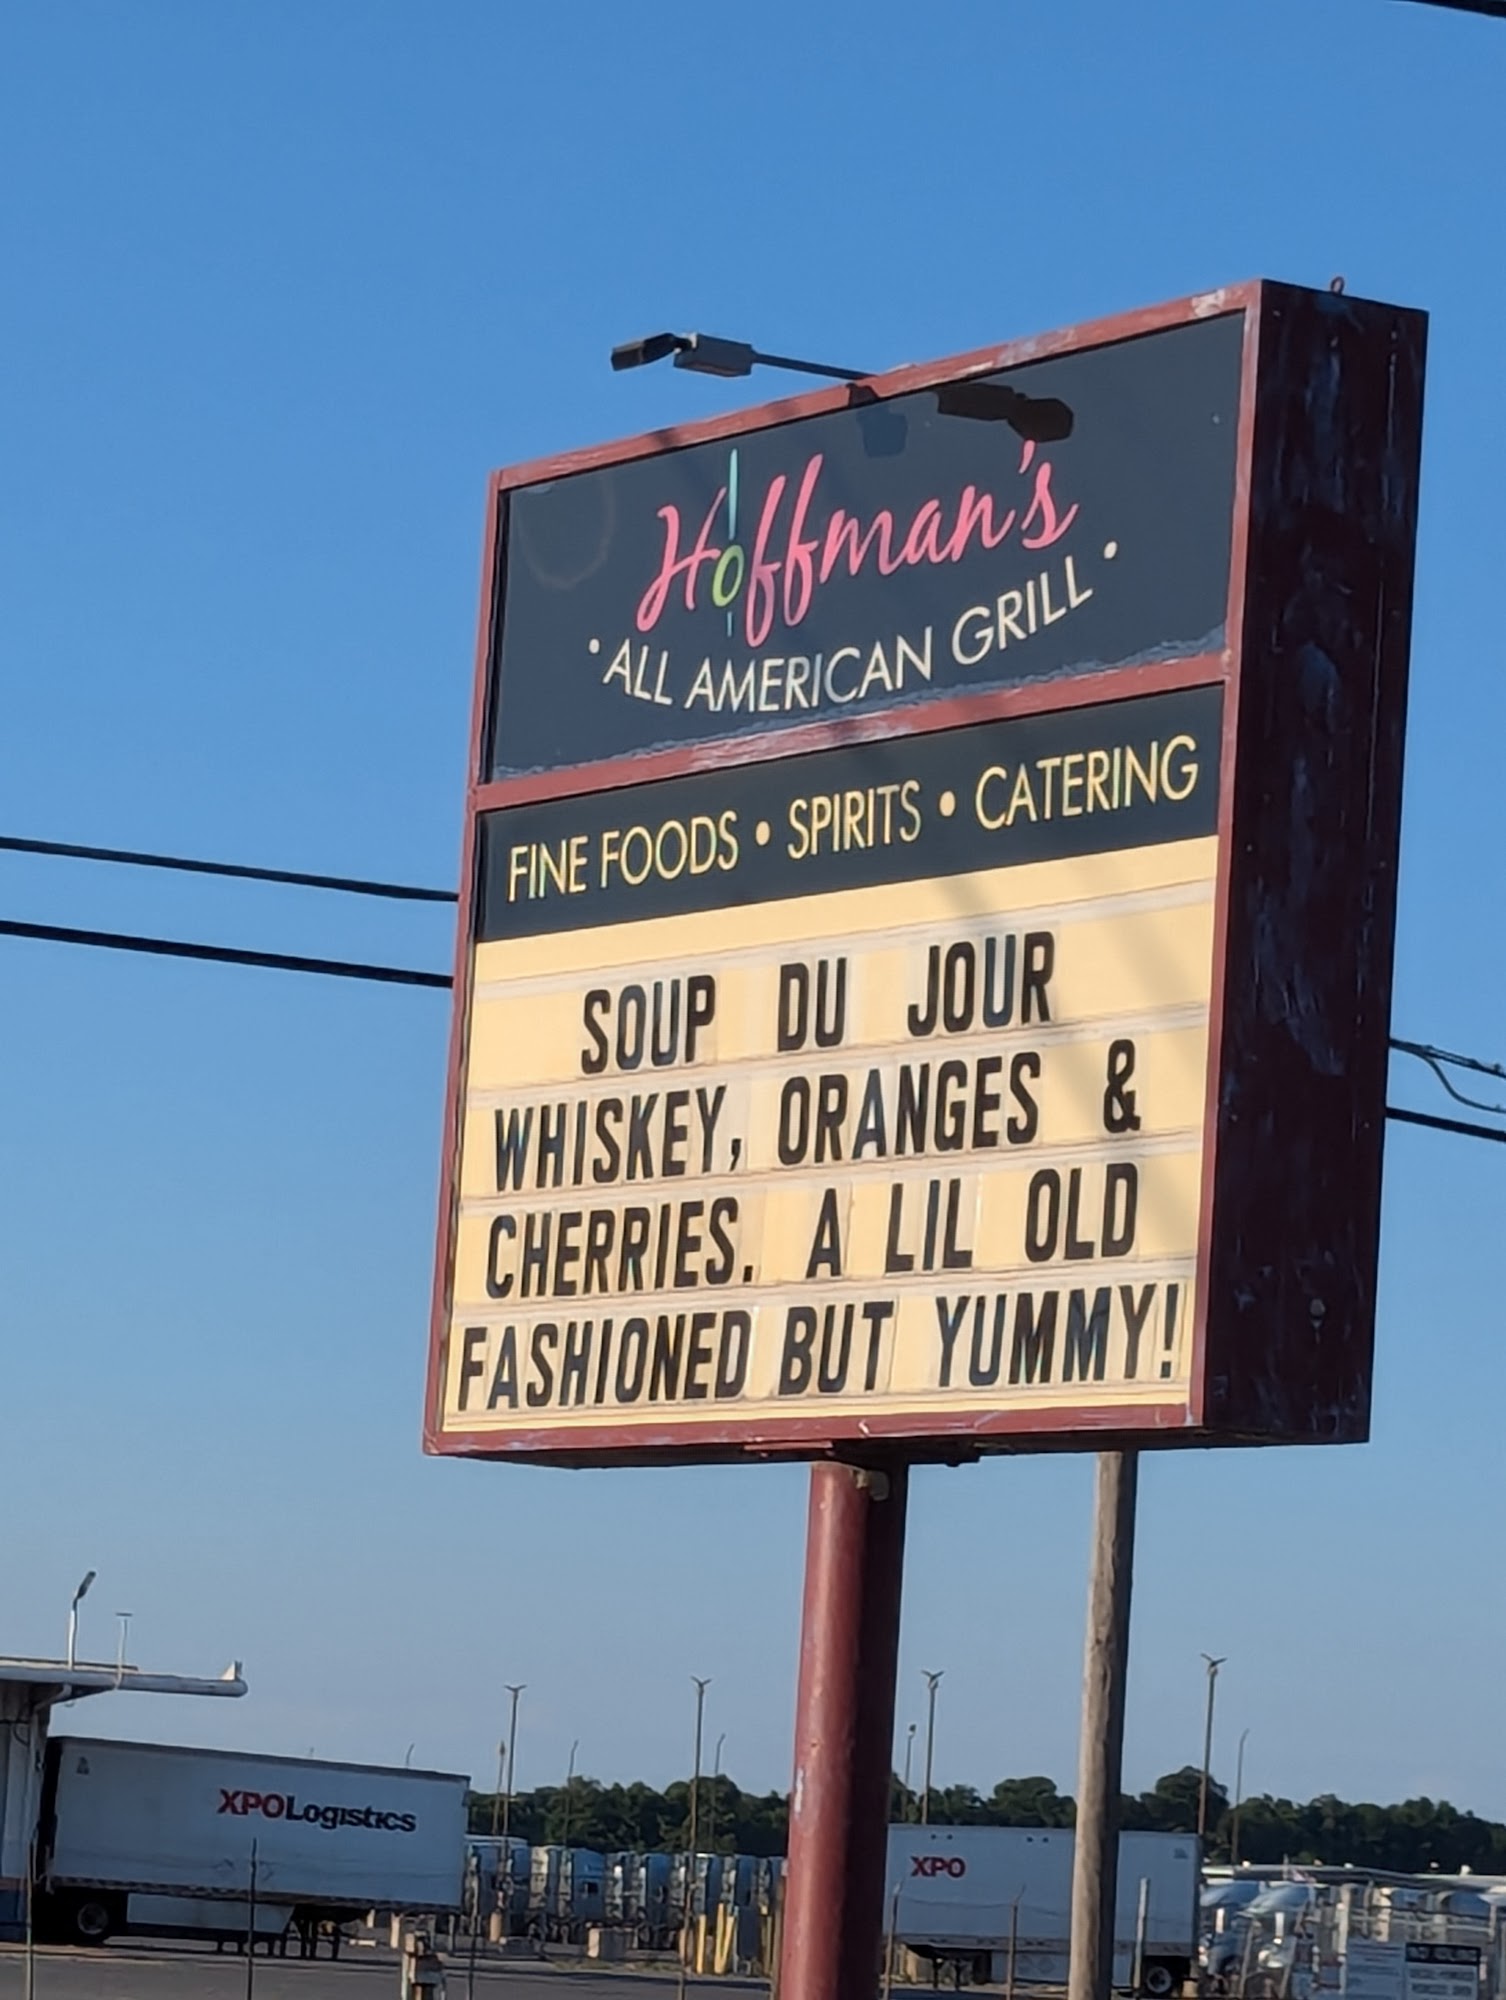 Hoffman's
• ALL AMERICAN GRILL •
FINE FOODS • SPIRITS • CATERING
SOUP DU JOUR
WHISKEY, ORANGES &
CHERRIES. A LIL OLD
FASHIONED BUT YUMMY!
XPOLogistics
XPO